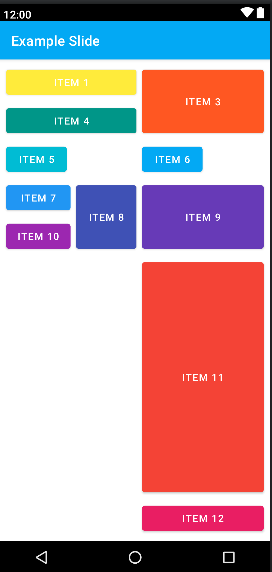 12:00
Example Slide
ITEM 1
ITEM 3
ITEM 4
ITEM 5
ITEM 6
ITEM 7
ITEM 8
ITEM 9
ITEM 10
ITEM 11
ITEM 12